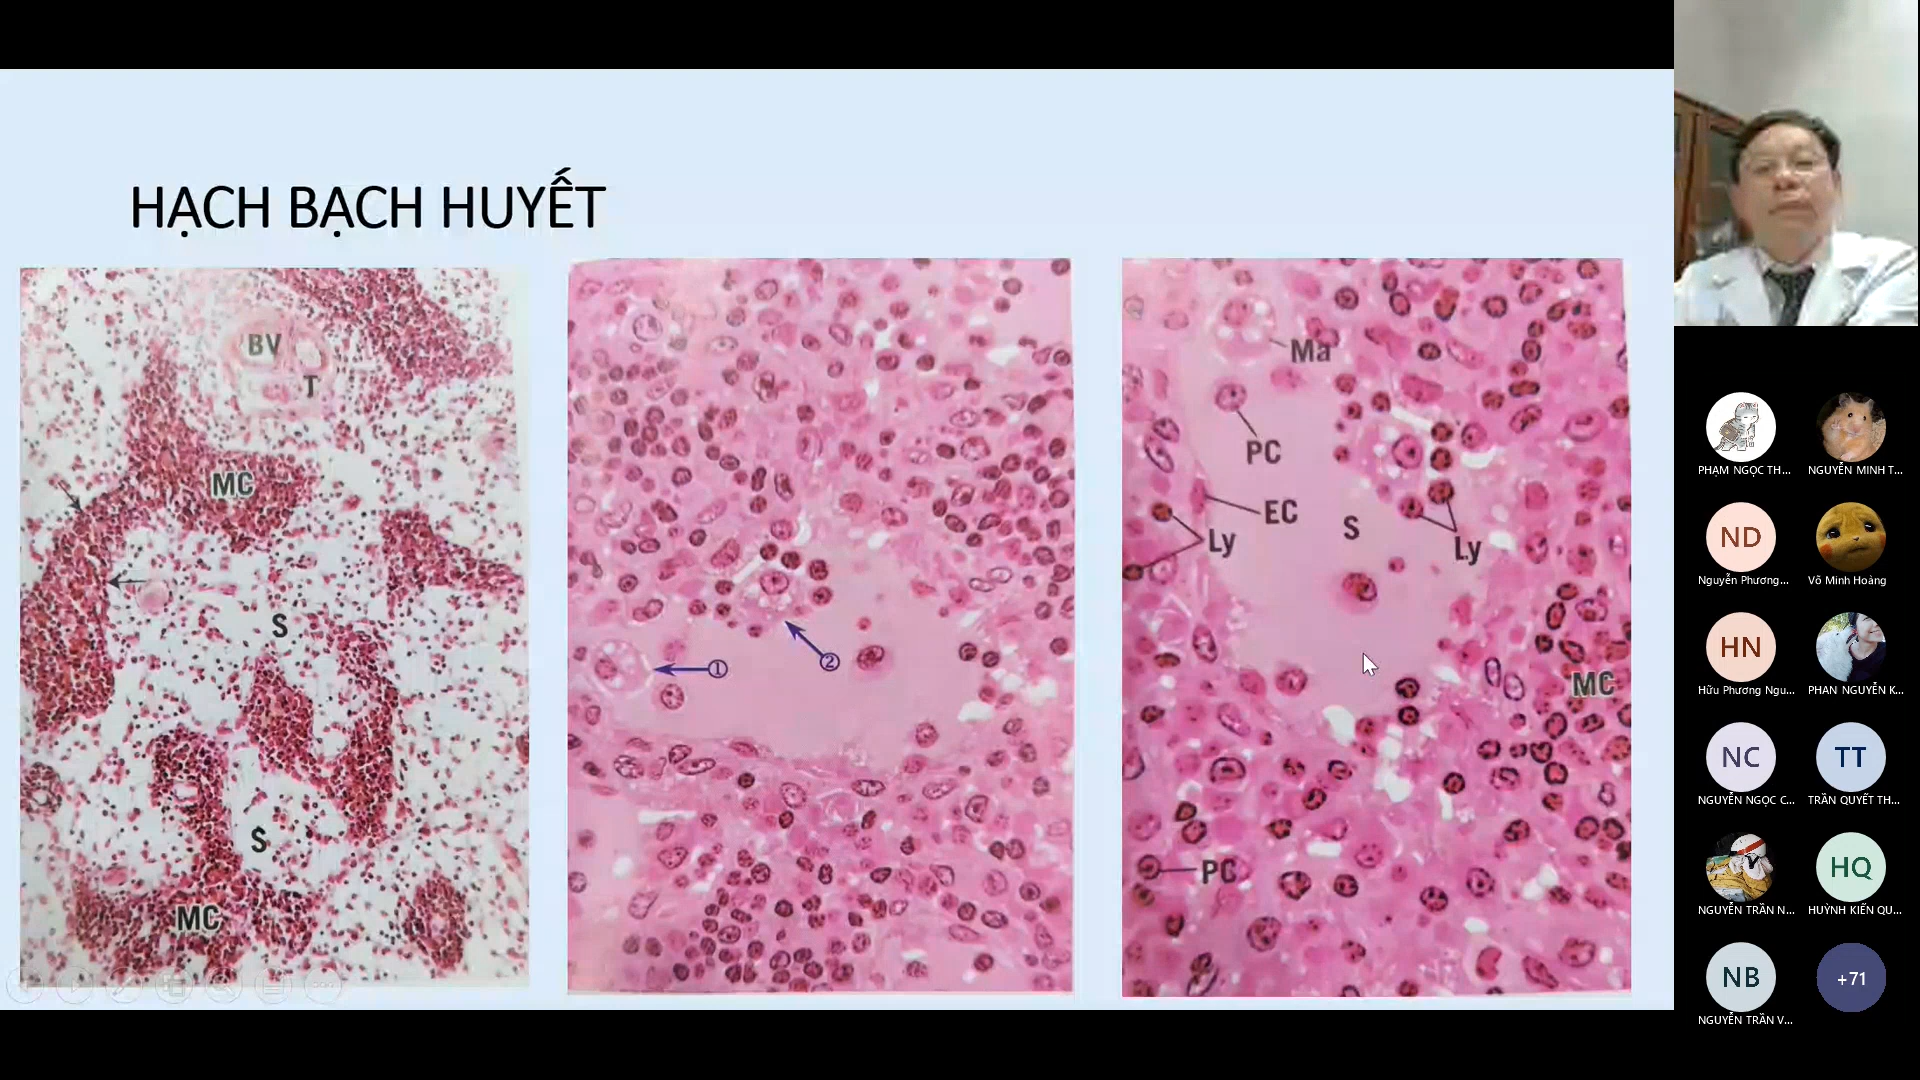 HẠCH BẠCH HUYẾT
BV
T
MC
S
S
MC
①
②
Ma
PC
EC
S
Ly
Ly
MC
PC
PHẠM NGỌC TH...
NGUYỄN MINH T...
ND
Nguyễn Phương...
Võ Minh Hoàng
HN
Hữu Phương Ngu...
PHAN NGUYỄN K...
NC
TT
NGUYỄN NGỌC C...
TRẦN QUYẾT TH...
NGUYỄN TRẦN N...
HQ
HUỲNH KIẾN QU...
NB
+71
NGUYỄN TRẦN V...